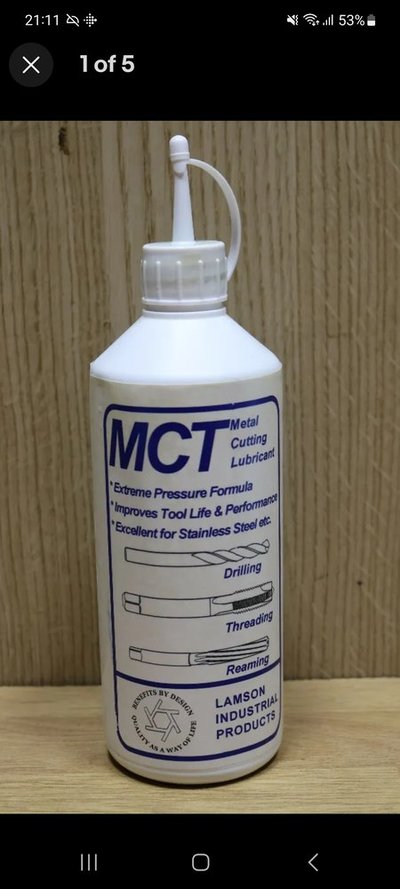 21:11
53%
1 of 5
MCT
Metal
Cutting
Lubricant
*Extreme Pressure Formula
*Improves Tool Life & Performance
*Excellent for Stainless Steel etc.
Drilling
Threading
Reaming
BENEFITS BY DESIGN
QUALITY AS A WAY OF LIFE
LAMSON
INDUSTRIAL
PRODUCTS